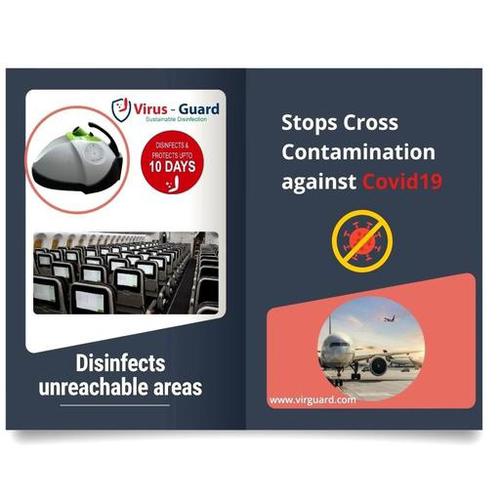 Virus - Guard
Sustainable Disinfection
DISINFECTS &
PROTECTS UPTO
10 DAYS
Disinfects
unreachable areas
Stops Cross
Contamination
against Covid19
www.virguard.com